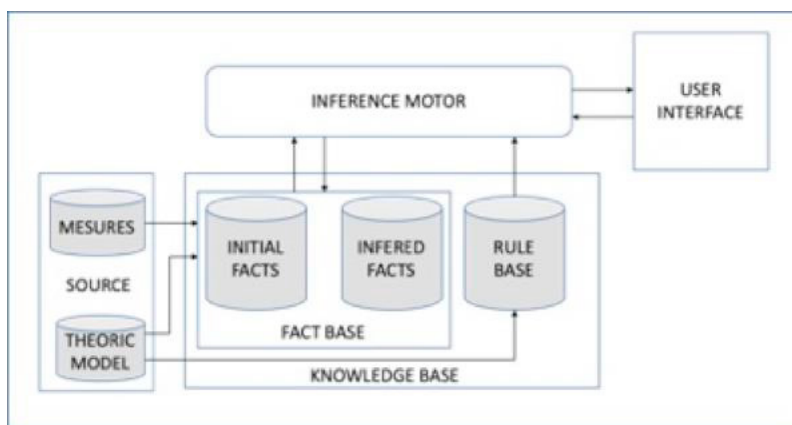 INFERENCE MOTOR
USER
INTERFACE
MESURES
SOURCE
THEORIC
MODEL
INITIAL
FACTS
INFERED
FACTS
RULE
BASE
FACT BASE
KNOWLEDGE BASE